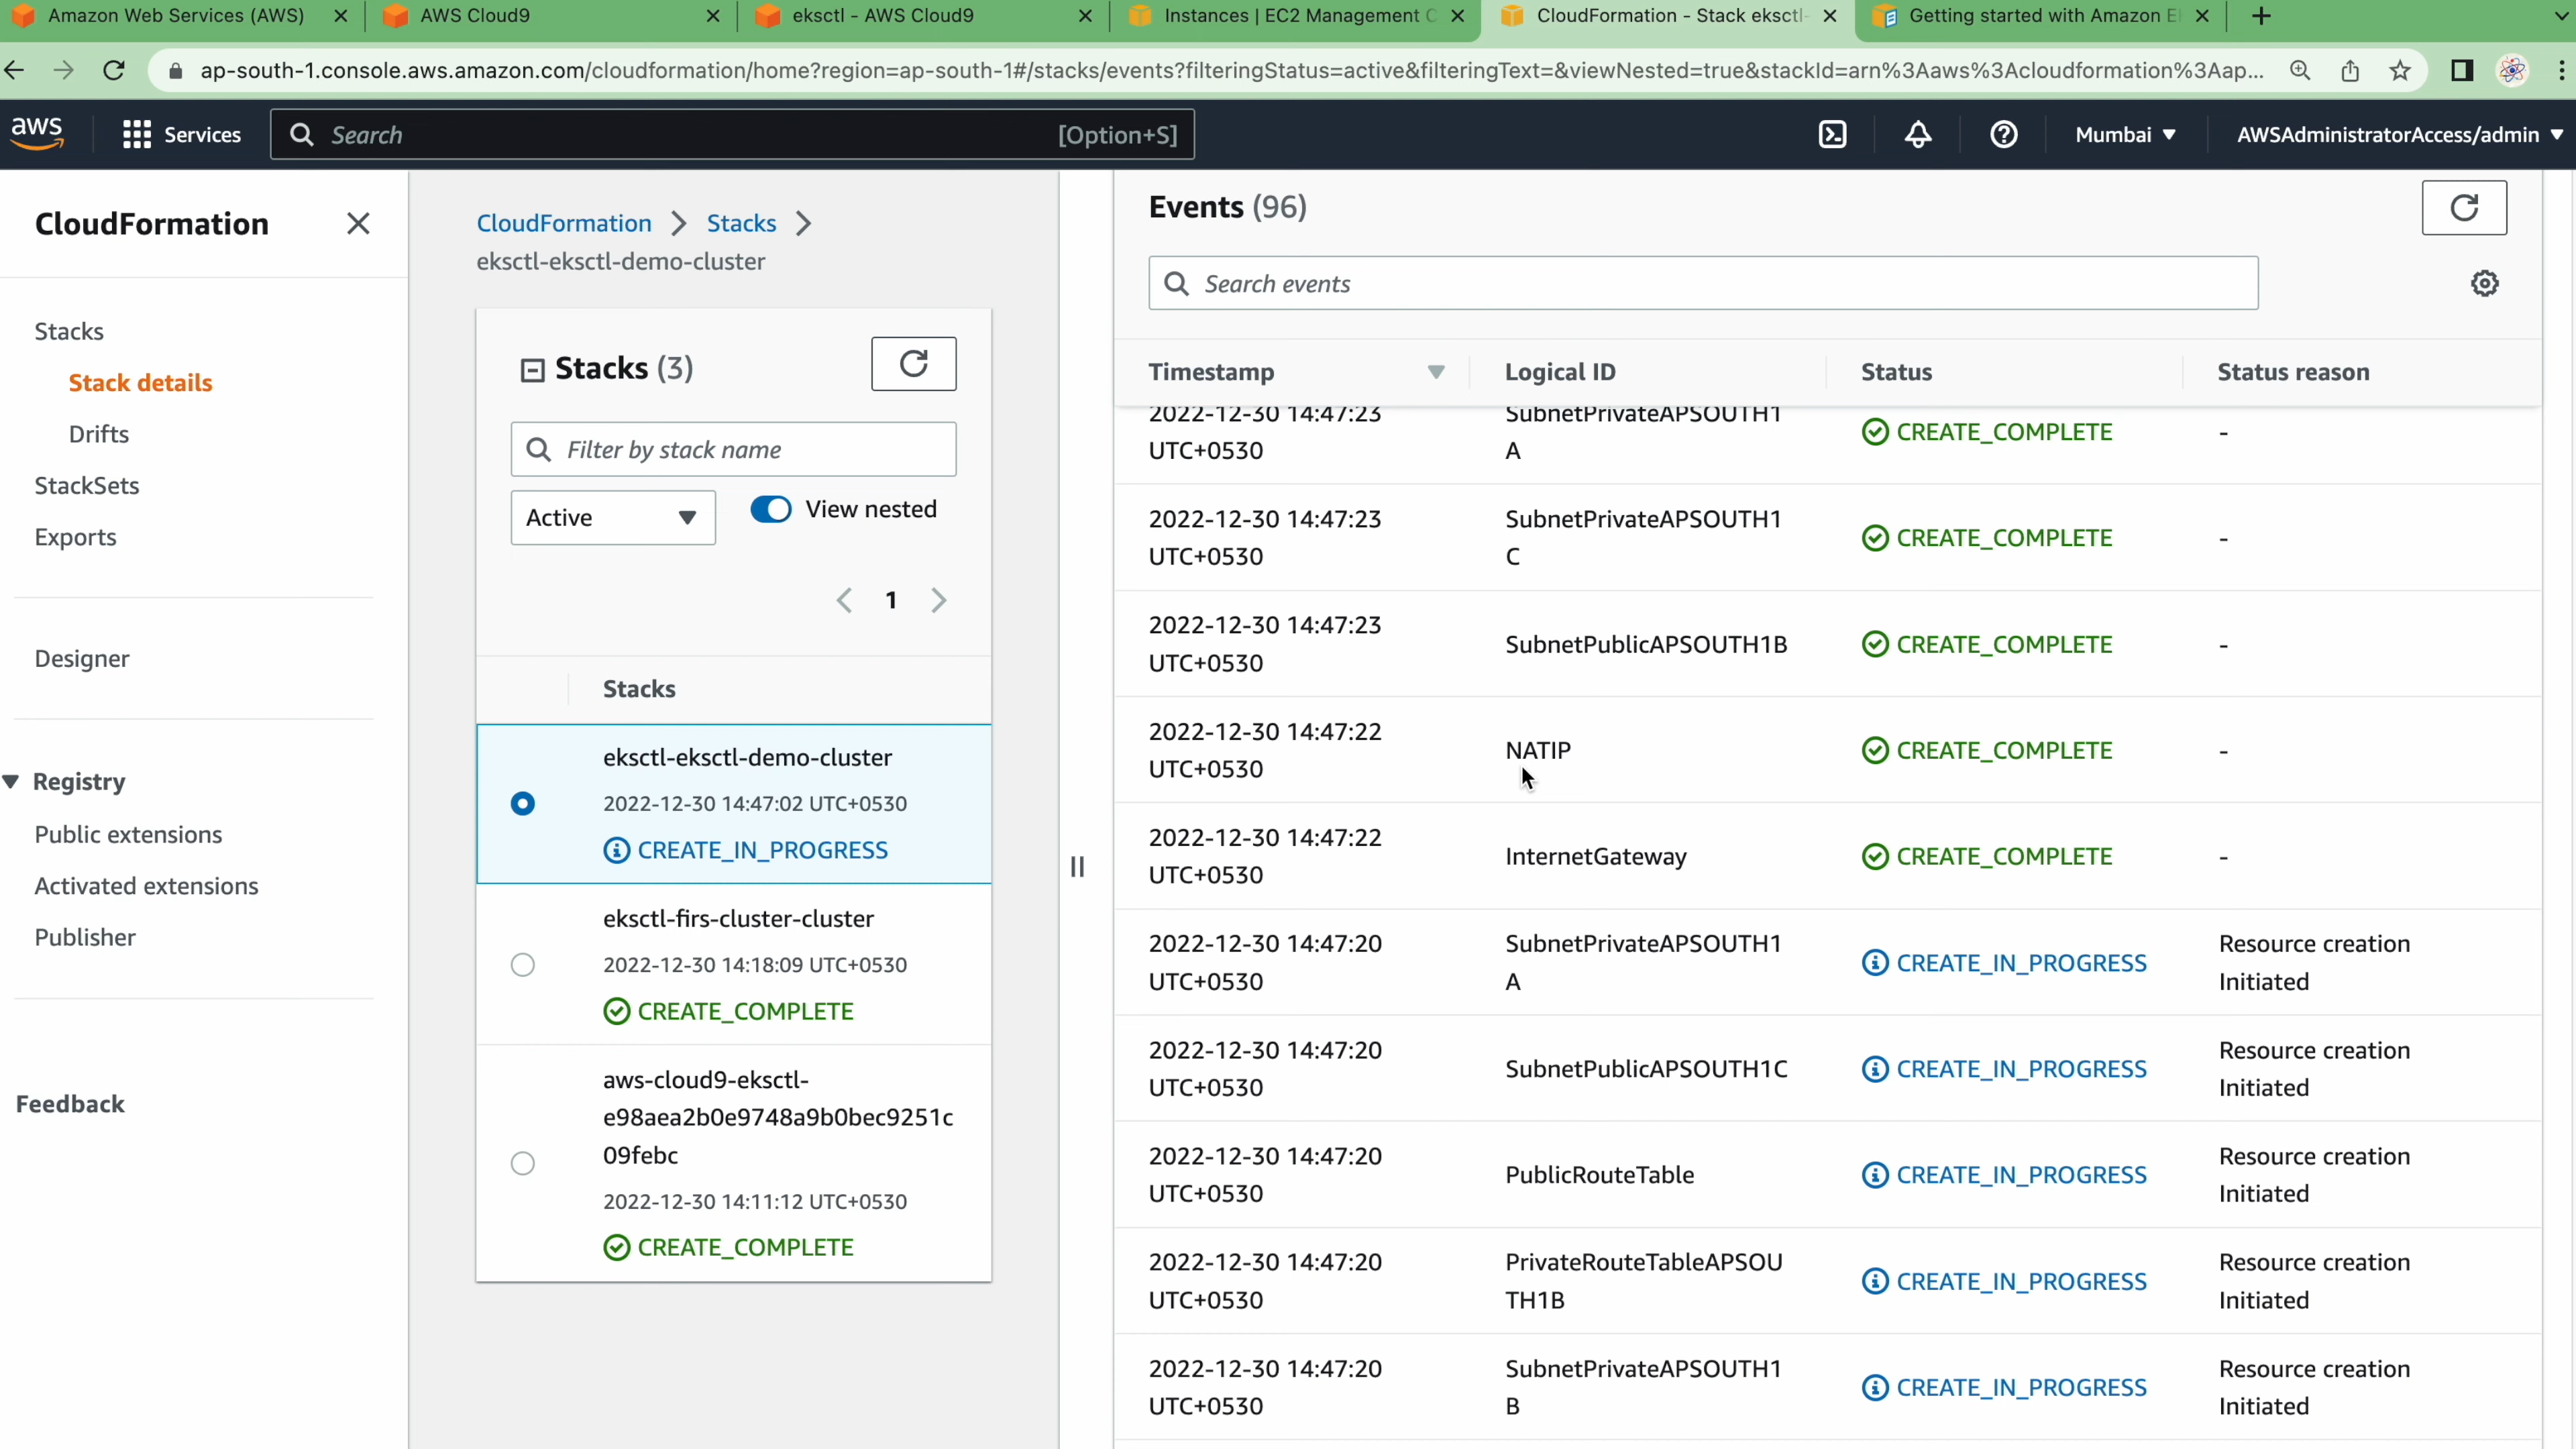 Amazon Web Services (AWS)
AWS Cloud9
eksctl - AWS Cloud9
Instances | EC2 Management C
CloudFormation - Stack eksctl-
Getting started with Amazon E
ap-south-1.console.aws.amazon.com/cloudformation/home?region=ap-south-1#/stacks/events?filteringStatus=active&filteringText=&viewNested=true&stackId=arn%3Aaws%3Acloudformation%3Aap...
aws
Services
Search
[Option+S]
Mumbai
AWSAdministratorAccess/admin
CloudFormation
Stacks
Stack details
Drifts
StackSets
Exports
Designer
Registry
Public extensions
Activated extensions
Publisher
Feedback
CloudFormation
Stacks
eksctl-eksctl-demo-cluster
Stacks (3)
Filter by stack name
Active
View nested
1
Stacks
eksctl-eksctl-demo-cluster
2022-12-30 14:47:02 UTC+0530
CREATE_IN_PROGRESS
eksctl-firs-cluster-cluster
2022-12-30 14:18:09 UTC+0530
CREATE_COMPLETE
aws-cloud9-eksctl-
e98aea2b0e9748a9b0bec9251c
09febc
2022-12-30 14:11:12 UTC+0530
CREATE_COMPLETE
Events (96)
Search events
Timestamp Logical ID Status Status reason
2022-12-30 14:47:23 SubnetPrivateAPSOUTH1
UTC+0530 A CREATE_COMPLETE -
2022-12-30 14:47:23 SubnetPrivateAPSOUTH1
UTC+0530 C CREATE_COMPLETE -
2022-12-30 14:47:23
UTC+0530 SubnetPublicAPSOUTH1B CREATE_COMPLETE -
2022-12-30 14:47:22
UTC+0530 NATIP CREATE_COMPLETE -
2022-12-30 14:47:22
UTC+0530 InternetGateway CREATE_COMPLETE -
2022-12-30 14:47:20 SubnetPrivateAPSOUTH1 CREATE_IN_PROGRESS Resource creation
UTC+0530 A Initiated
2022-12-30 14:47:20 SubnetPublicAPSOUTH1C CREATE_IN_PROGRESS Resource creation
UTC+0530 Initiated
2022-12-30 14:47:20 PublicRouteTable CREATE_IN_PROGRESS Resource creation
UTC+0530 Initiated
2022-12-30 14:47:20 PrivateRouteTableAPSOU CREATE_IN_PROGRESS Resource creation
UTC+0530 TH1B Initiated
2022-12-30 14:47:20 SubnetPrivateAPSOUTH1 CREATE_IN_PROGRESS Resource creation
UTC+0530 B Initiated